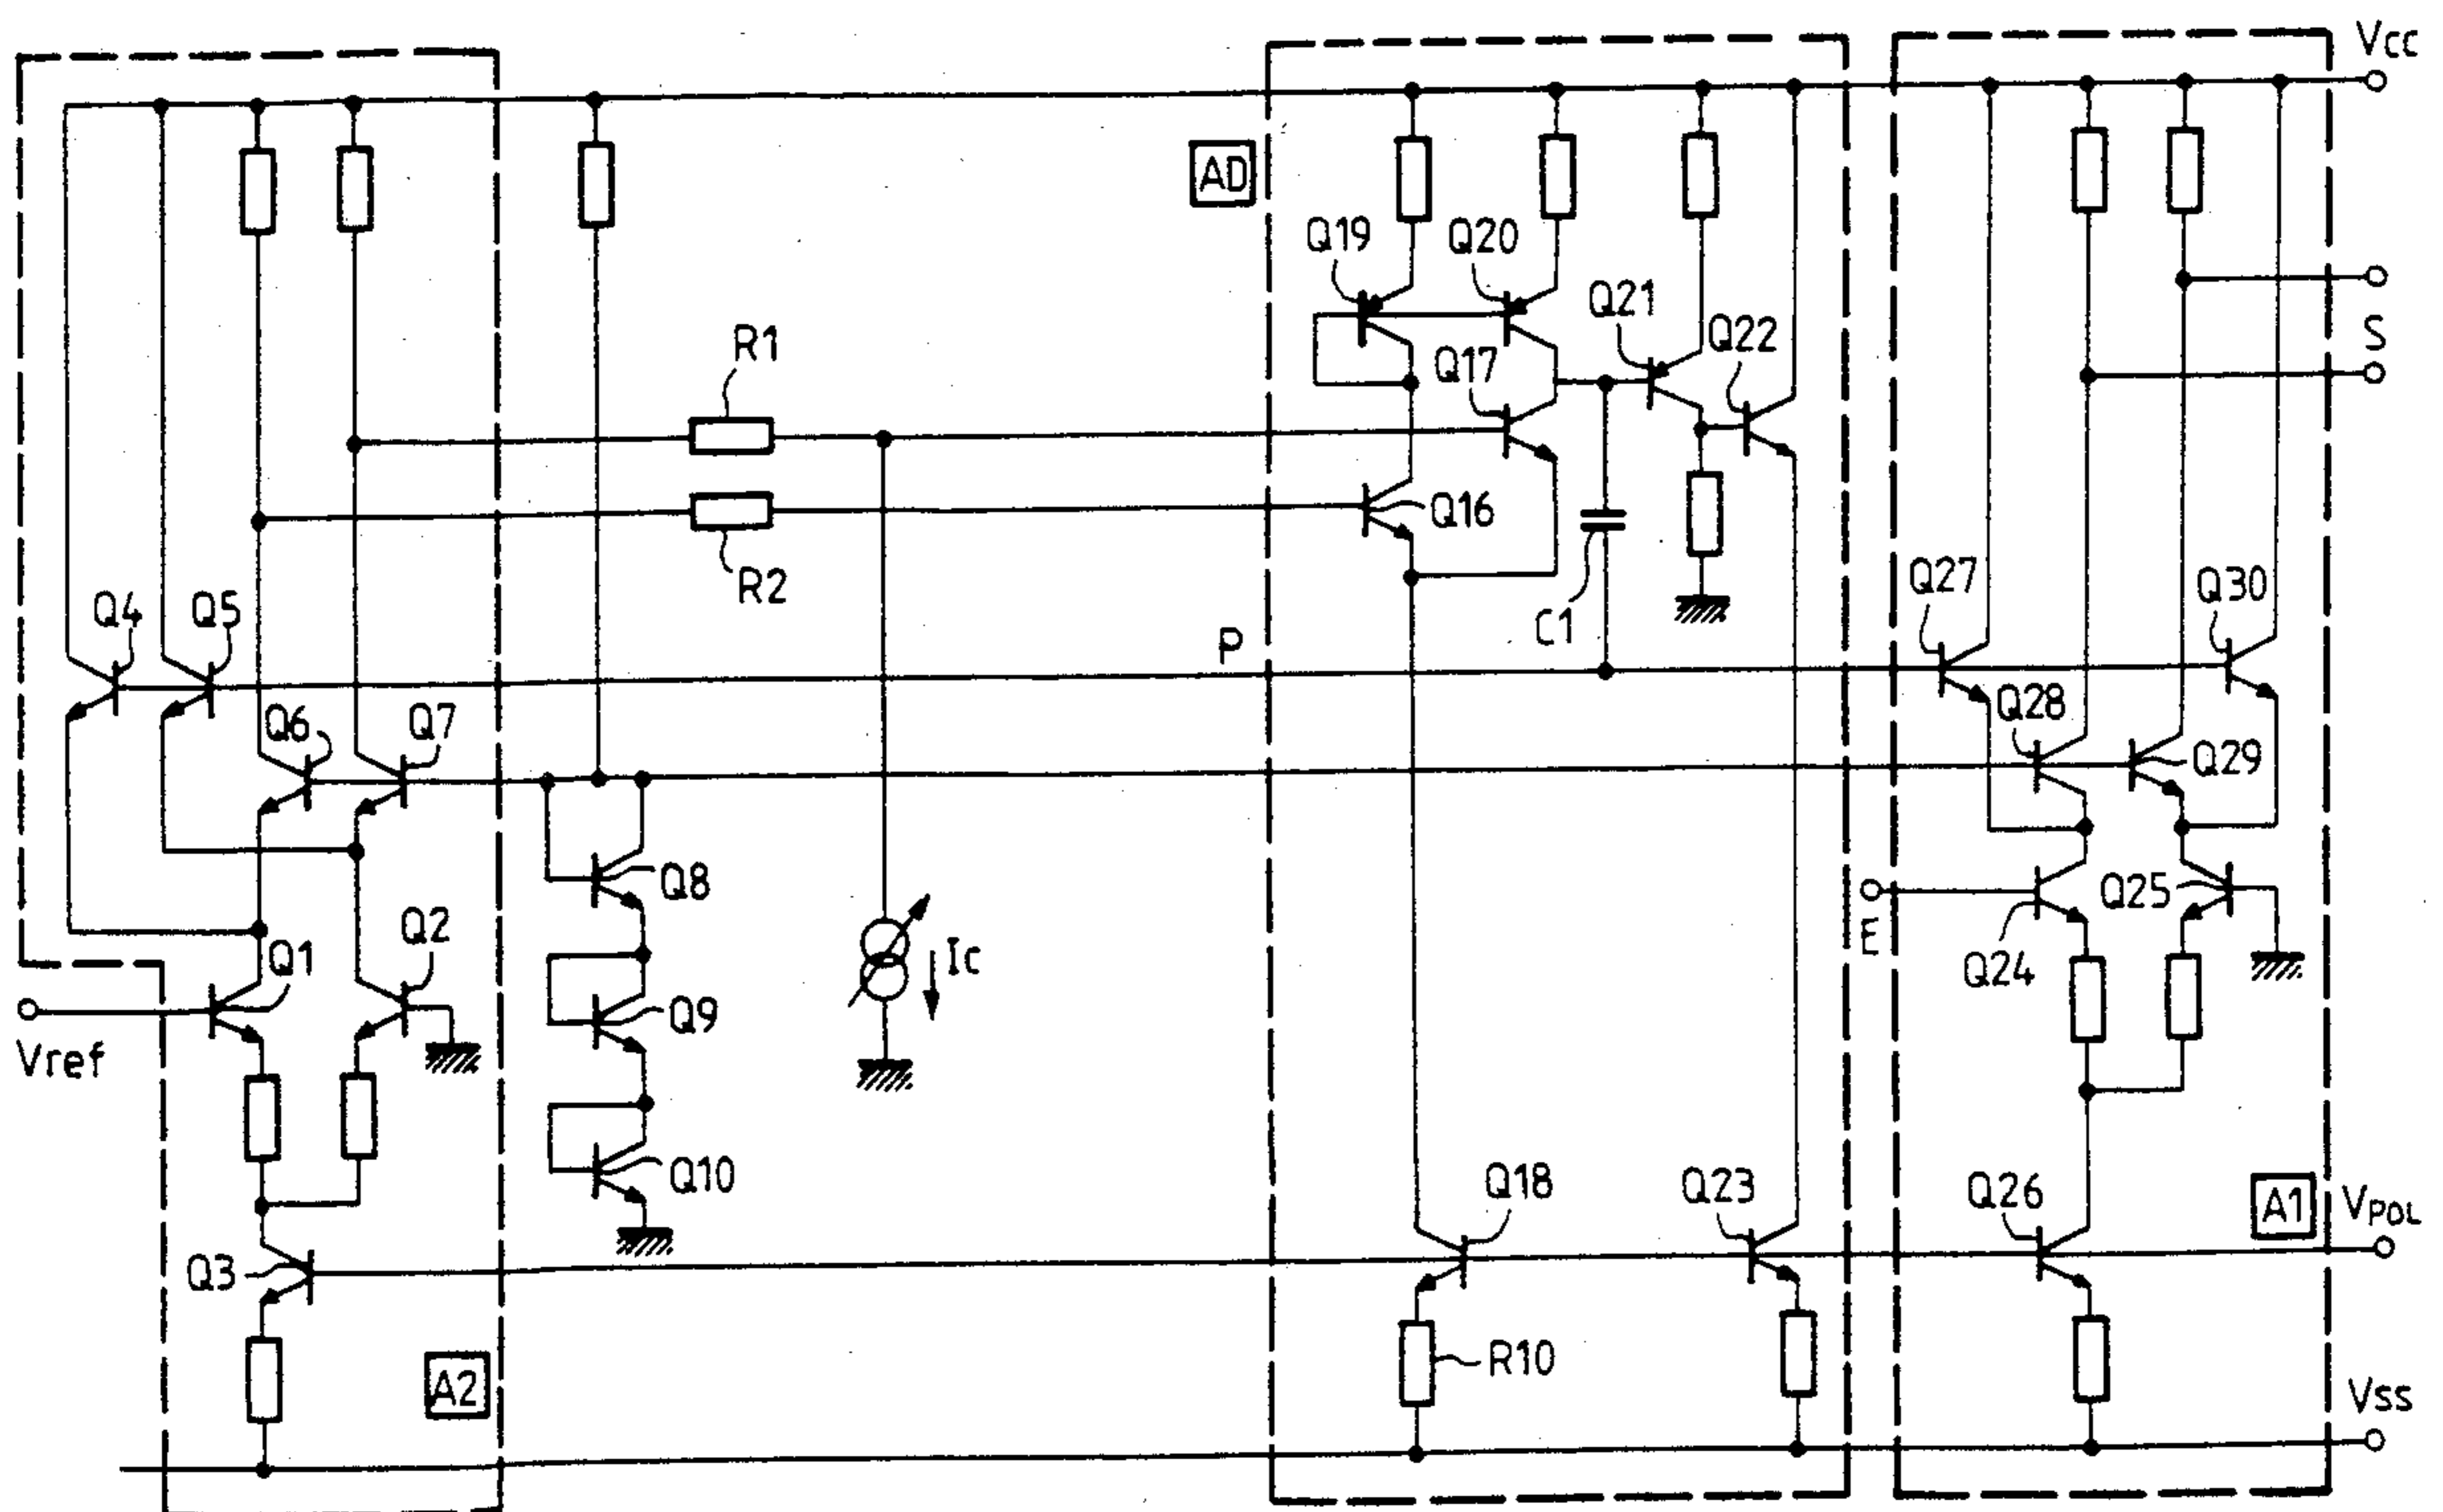 Vcc
AD
Q19
Q20
Q21
Q22
S
R1
Q17
Q16
R2
C1
Q27
Q30
Q4
Q5
P
Q6
Q7
Q28
Q29
Q8
Q25
E
Q1
Q2
Ic
Q24
Q9
Vref
Q10
Q18
Q23
Q26
A1
VPOL
Q3
R10
A2
Vss